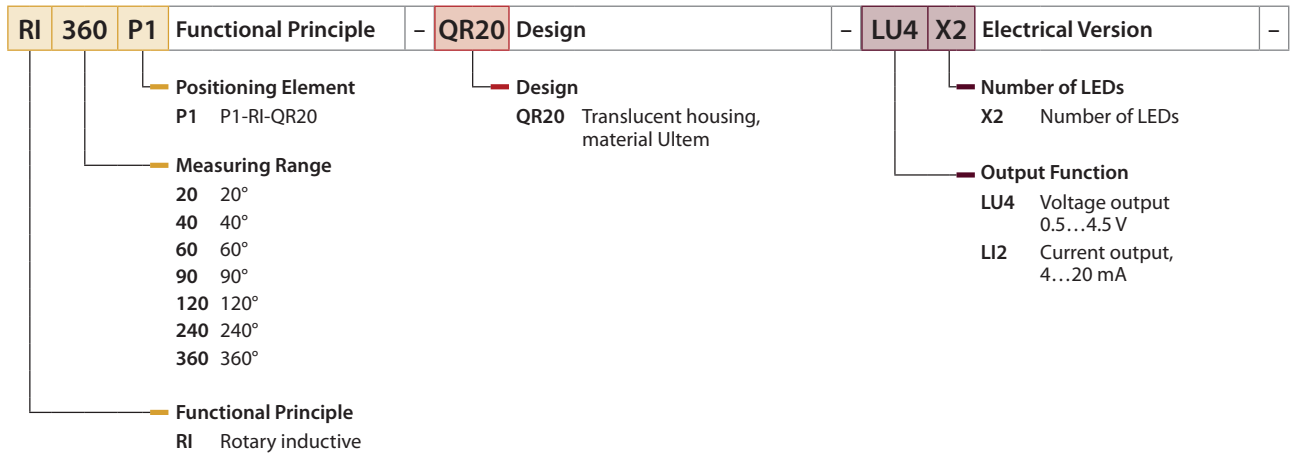 RI 360 P1 Functional Principle – QR20 Design – LU4 X2 Electrical Version –
Positioning Element
P1 P1-RI-QR20
Measuring Range
20 20°
40 40°
60 60°
90 90°
120 120°
240 240°
360 360°
Functional Principle
RI Rotary inductive
Design
QR20 Translucent housing,
material Ultem
Number of LEDs
X2 Number of LEDs
Output Function
LU4 Voltage output
0.5…4.5 V
LI2 Current output,
4…20 mA